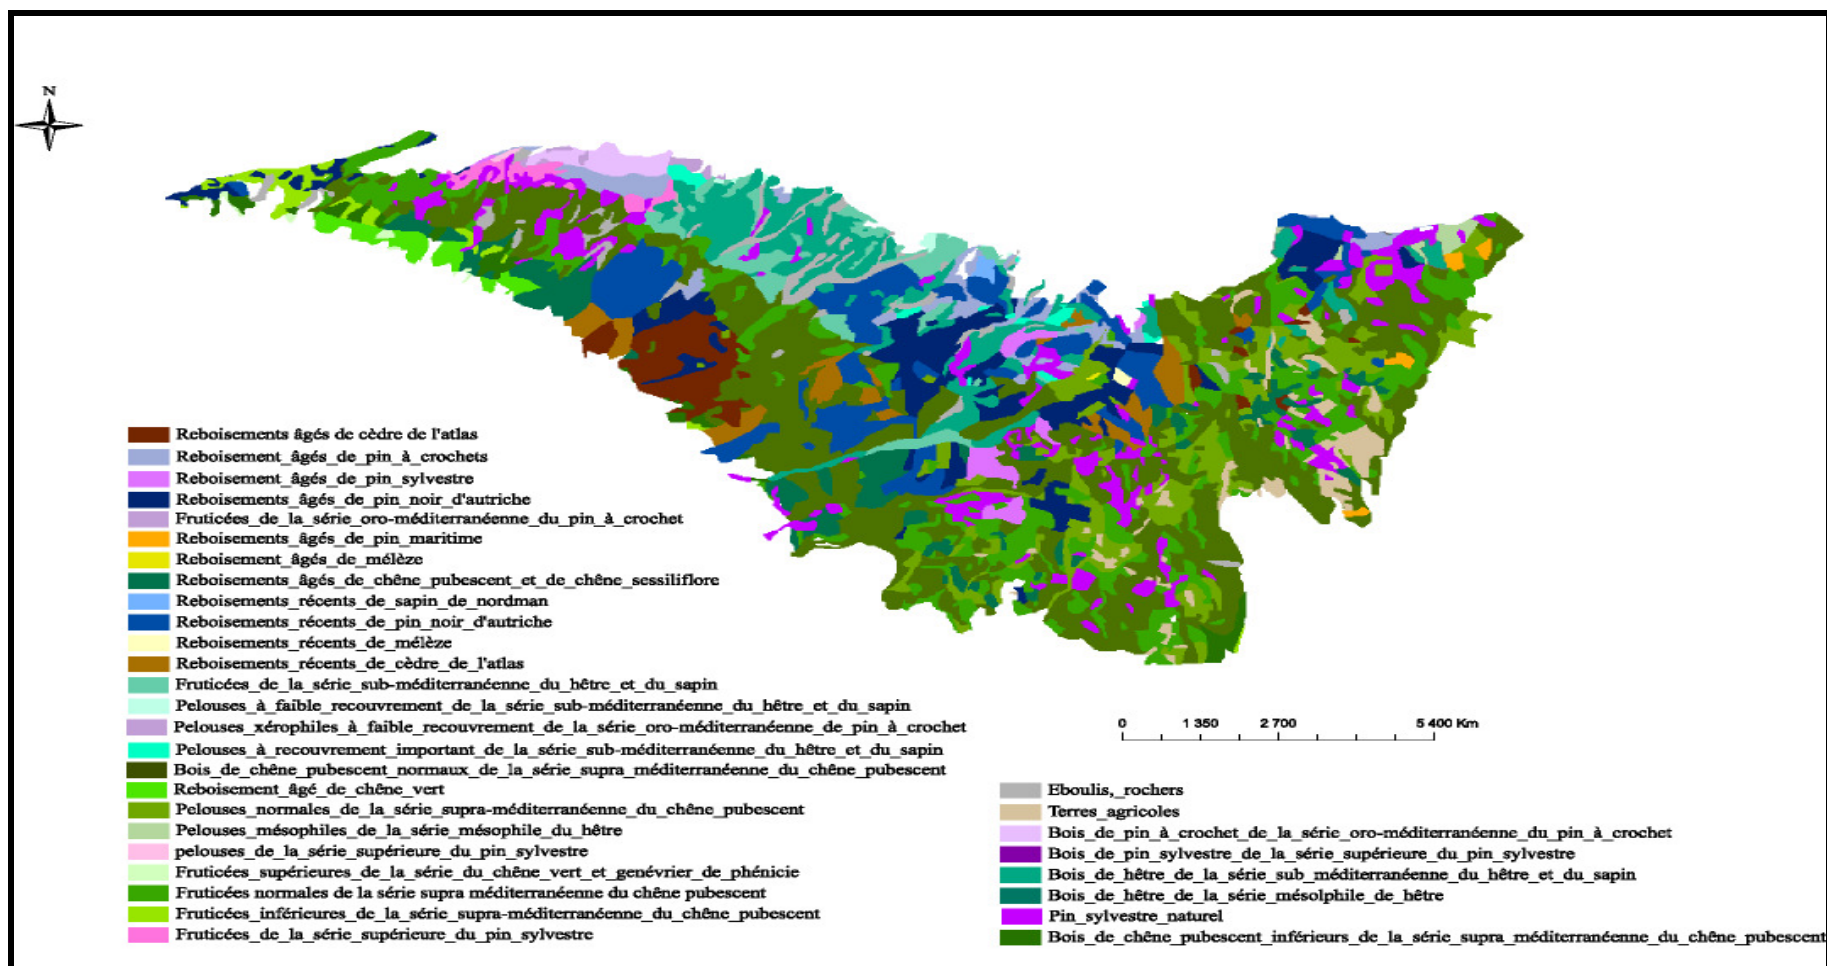 N
Reboisements âgés de cèdre de l'atlas
Reboisement_âgés_de_pin_à_crochets
Reboisement_âgés_de_pin_sylvestre
Reboisements_âgés_de_pin_noir_d'autriche
Fruticées_de_la_série_oro-méditerranéenne_du_pin_à_crochet
Reboisements_âgés_de_pin_maritime
Reboisement_âgés_de_mélèze
Reboisements_âgés_de_chêne_pubescent_et_de_chêne_sessiliflore
Reboisements_récents_de_sapin_de_nordman
Reboisements_récents_de_pin_noir_d'autriche
Reboisements_récents_de_mélèze
Reboisements_récents_de_cèdre_de_l'atlas
Fruticées_de_la_série_sub-méditerranéenne_du_hêtre_et_du_sapin
Pelouses_à_faible_recouvrement_de_la_série_sub-méditerranéenne_du_hêtre_et_du_sapin
Pelouses_xérophiles_à_faible_recouvrement_de_la_série_oro-méditerranéenne_de_pin_à_crochet
Pelouses_à_recouvrement_important_de_la_série_sub-méditerranéenne_du_hêtre_et_du_sapin
Bois_de_chêne_pubescent_normaux_de_la_série_supra_méditerranéenne_du_chêne_pubescent
Reboisement_âgé_de_chêne_vert
Pelouses_normales_de_la_série_supra-méditerranéenne_du_chêne_pubescent
Pelouses_mésophiles_de_la_série_mésophile_du_hêtre
pelouses_de_la_série_supérieure_du_pin_sylvestre
Fruticées_supérieures_de_la_série_du_chêne_vert_et_genévrier_de_phénicie
Fruticées normales de la série supra méditerranéenne du chêne pubescent
Fruticées_inférieures_de_la_série_supra-méditerranéenne_du_chêne_pubescent
Fruticées_de_la_série_supérieure_du_pin_sylvestre
0 1 350 2 700 5 400 Km
Eboulis,_rochers
Terres_agricoles
Bois_de_pin_à_crochet_de_la_série_oro-méditerranéenne_du_pin_à_crochet
Bois_de_pin_sylvestre_de_la_série_supérieure_du_pin_sylvestre
Bois_de_hêtre_de_la_série_sub_méditerranéenne_du_hêtre_et_du_sapin
Bois_de_hêtre_de_la_série_mésolphile_de_hêtre
Pin_sylvestre_naturel
Bois_de_chêne_pubescent_inférieurs_de_la_série_supra_méditerranéenne_du_chêne_pubescent